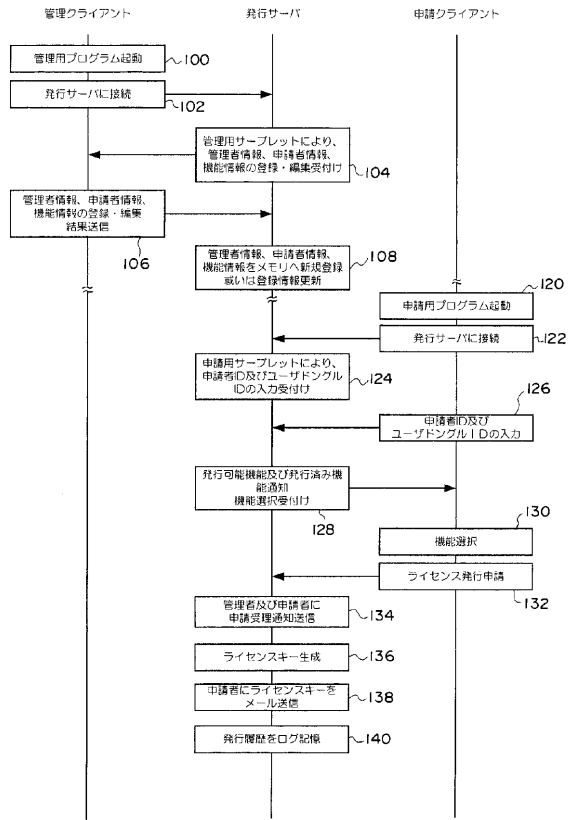 管理クライアント
発行サーバ
申請クライアント
管理用プログラム起動
100
発行サーバに接続
102
管理用サーブレットにより、
管理者情報、申請者情報、
機能情報の登録・編集受付け
104
管理者情報、申請者情報、
機能情報の登録・編集
結果送信
106
管理者情報、申請者情報、
機能情報をメモリへ新規登録
或いは登録情報更新
108
120
申請用プログラム起動
発行サーバに接続
122
申請用サーブレットにより、
申請者ID及びユーザドングル
IDの入力受付け
124
126
申請者ID及び
ユーザドングルIDの入力
発行可能機能及び発行済み機
能通知
機能選択受付け
128
130
機能選択
ライセンス発行申請
132
管理者及び申請者に
申請受理通知送信
134
ライセンスキー生成
136
申請者にライセンスキーを
メール送信
138
発行履歴をログ記憶
140